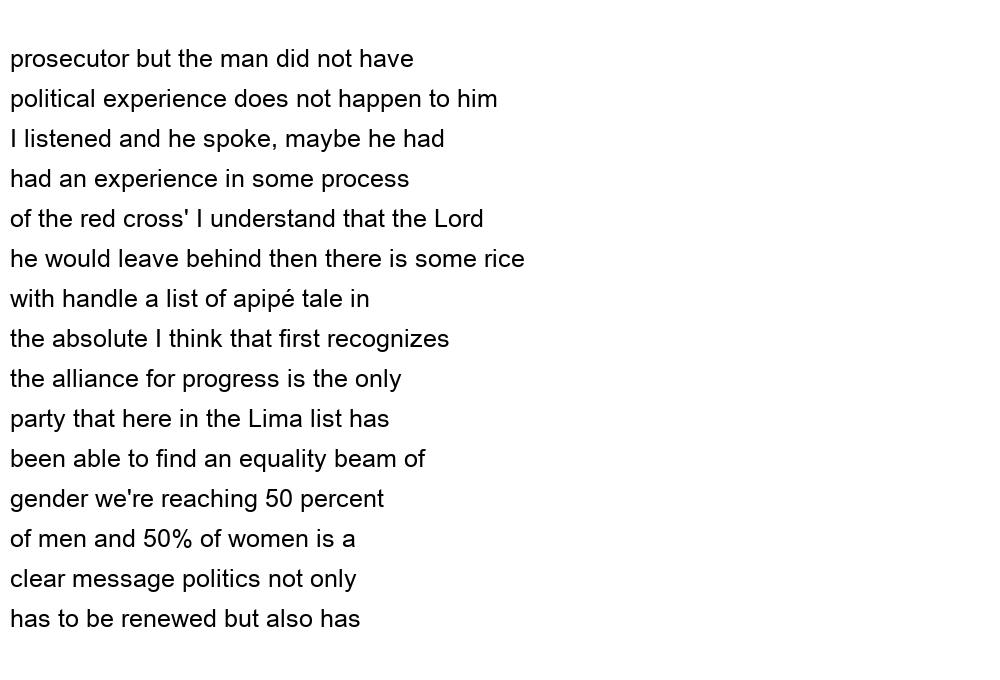 prosecutor but the man did not have
political experience does not happen to him
I listened and he spoke, maybe he had
had an experience in some process
of the red cross' I understand that the Lord
he would leave behind then there is some rice
with handle a list of apipé tale in
the absolute I think that first recognizes
the alliance for progress is the only
party that here in the Lima list has
been able to find an equality beam of
gender we're reaching 50 percent
of men and 50% of women is a
clear message politics not only
has to be renewed but also has